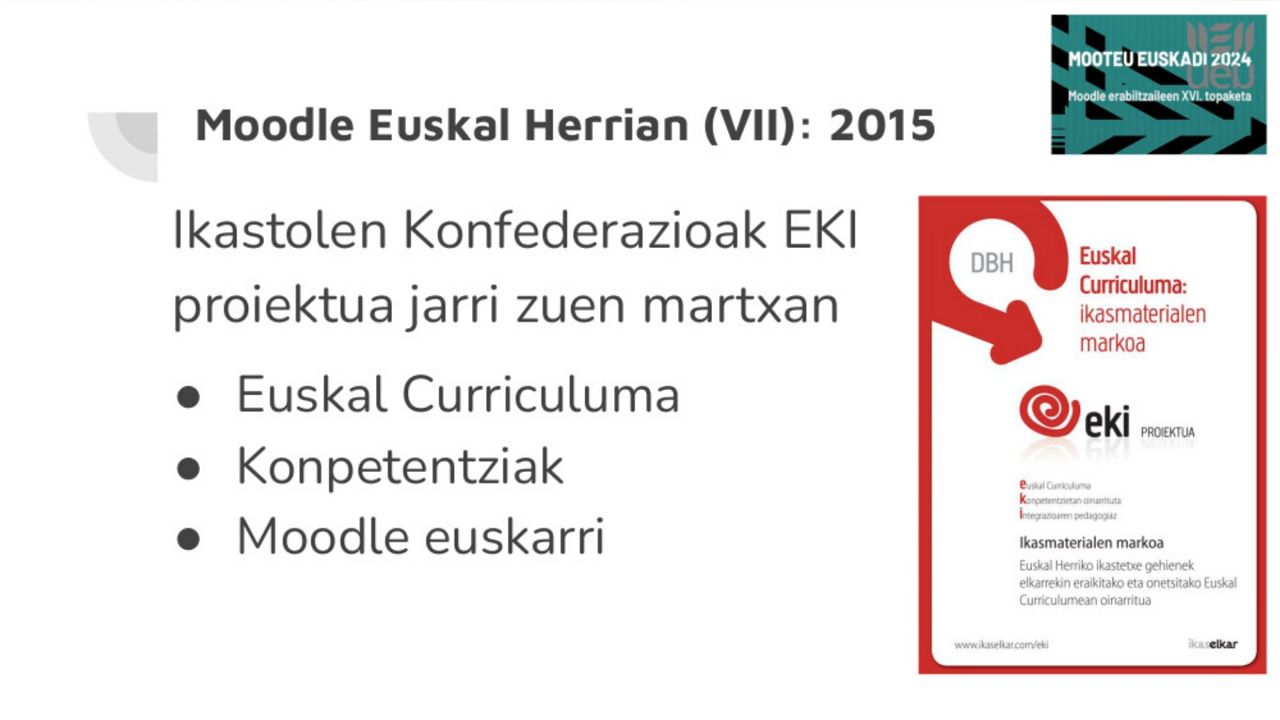 MOOTEU EUSKADI 2024
Moodle erabiltzaileen XVI. topaketa
ueu
Moodle Euskal Herrian (VII): 2015
Ikastolen Konfederazioak EKI
proiektua jarri zuen martxan
● Euskal Curriculuma
● Konpetentziak
● Moodle euskarri
DBH
Euskal
Curriculuma:
ikasmaterialen
markoa
eki PROIEKTUA
euskal Curriculuma
konpetentzietan oinarrituta
integrazioaren pedagogiaz
Ikasmaterialen markoa
Euskal Herriko ikastetxe gehienek
elkarrekin eraikitako eta onetsitako Euskal
Curriculumean oinarritua
www.ikaselkar.com/eki
ikaselkar